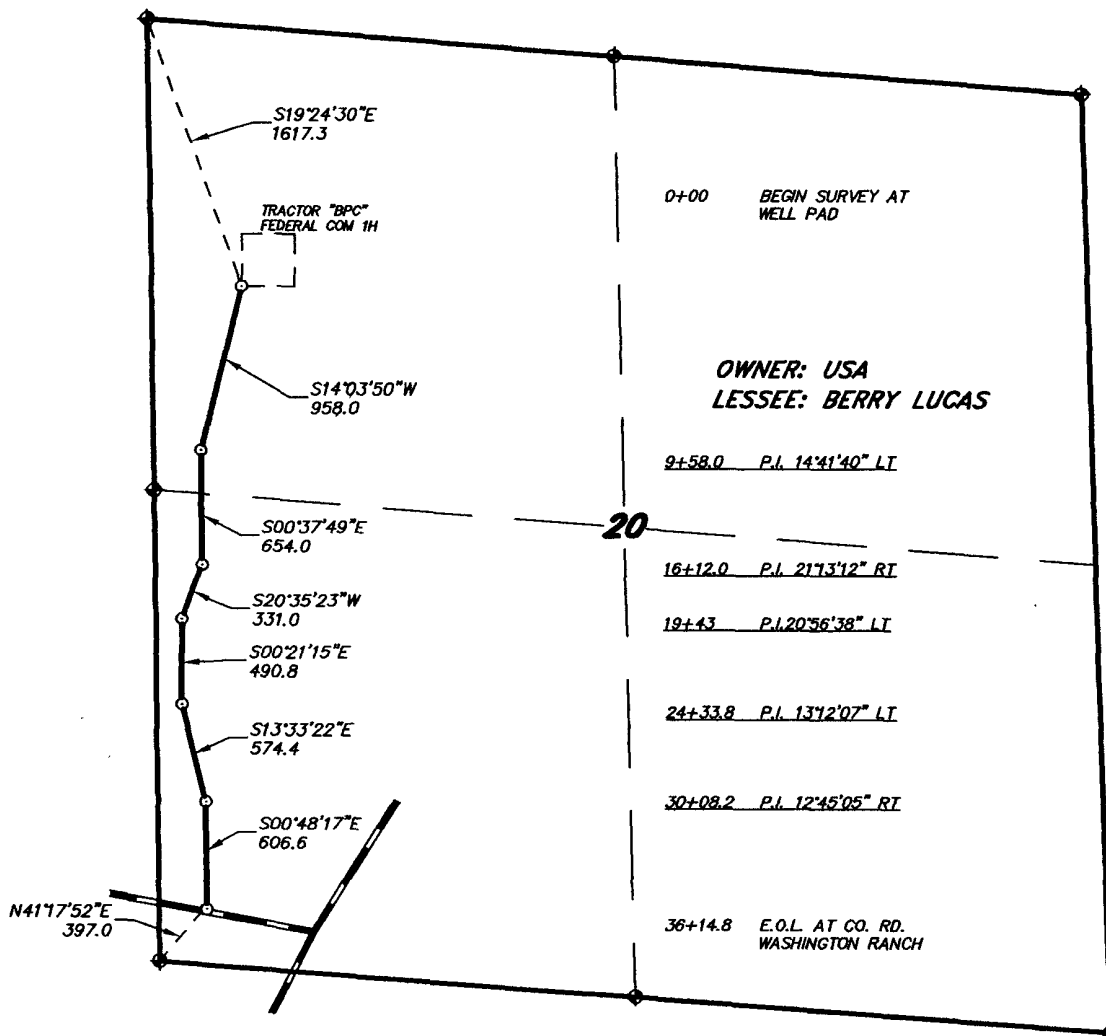 S19°24'30"E
1617.3
TRACTOR "BPC"
FEDERAL COM 1H
S14°03'50"W
958.0
S00°37'49"E
654.0
S20°35'23"W
331.0
S00°21'15"E
490.8
S13°33'22"E
574.4
S00°48'17"E
606.6
N41°17'52"E
397.0
20
0+00 BEGIN SURVEY AT
WELL PAD
OWNER: USA
LESSEE: BERRY LUCAS
9+58.0 P.I. 14°41'40" LT
16+12.0 P.I. 21°13'12" RT
19+43 P.I.20°56'38" LT
24+33.8 P.I. 13°12'07" LT
30+08.2 P.I. 12°45'05" RT
36+14.8 E.O.L. AT CO. RD.
WASHINGTON RANCH